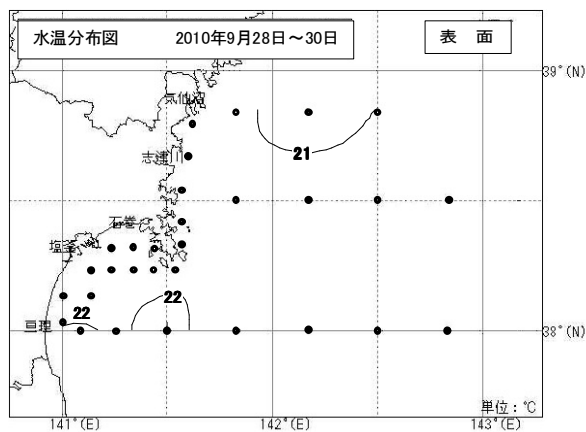 水温分布図 2010年9月28日～30日
表 面
39°(N)
気仙沼
21
志津川
石巻
塩釜
22
22
亘理
38°(N)
単位：℃
141°(E) 142°(E) 143°(E)